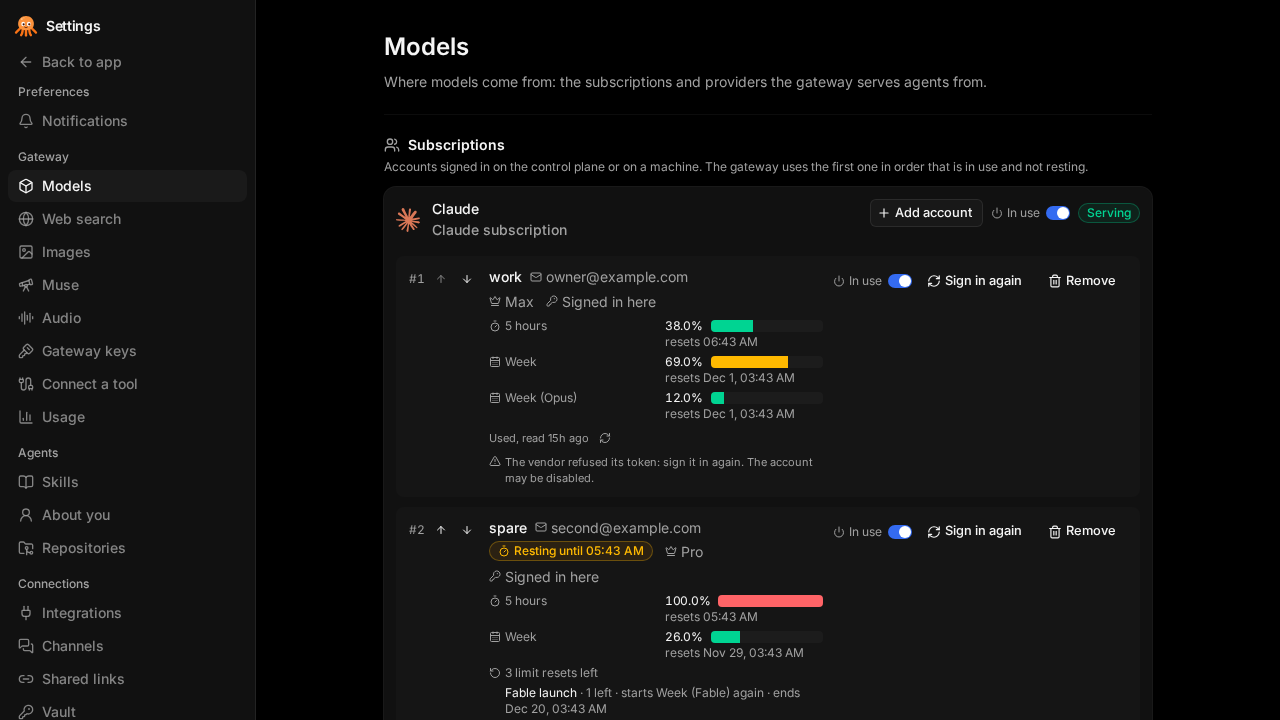 Settings
Back to app
Preferences
Notifications
Gateway
Models
Web search
Images
Muse
Audio
Gateway keys
Connect a tool
Usage
Agents
Skills
About you
Repositories
Connections
Integrations
Channels
Shared links
Vault
Models
Where models come from: the subscriptions and providers the gateway serves agents from.
Subscriptions
Accounts signed in on the control plane or on a machine. The gateway uses the first one in order that is in use and not resting.
Claude
Claude subscription
Add account
In use
Serving
#1
work owner@example.com
In use
Sign in again
Remove
Max Signed in here
5 hours 38.0%
resets 06:43 AM
Week 69.0%
resets Dec 1, 03:43 AM
Week (Opus) 12.0%
resets Dec 1, 03:43 AM
Used, read 15h ago
The vendor refused its token: sign it in again. The account
may be disabled.
#2
spare second@example.com
In use
Sign in again
Remove
Resting until 05:43 AM Pro
Signed in here
5 hours 100.0%
resets 05:43 AM
Week 26.0%
resets Nov 29, 03:43 AM
3 limit resets left
Fable launch · 1 left · starts Week (Fable) again · ends
Dec 20, 03:43 AM